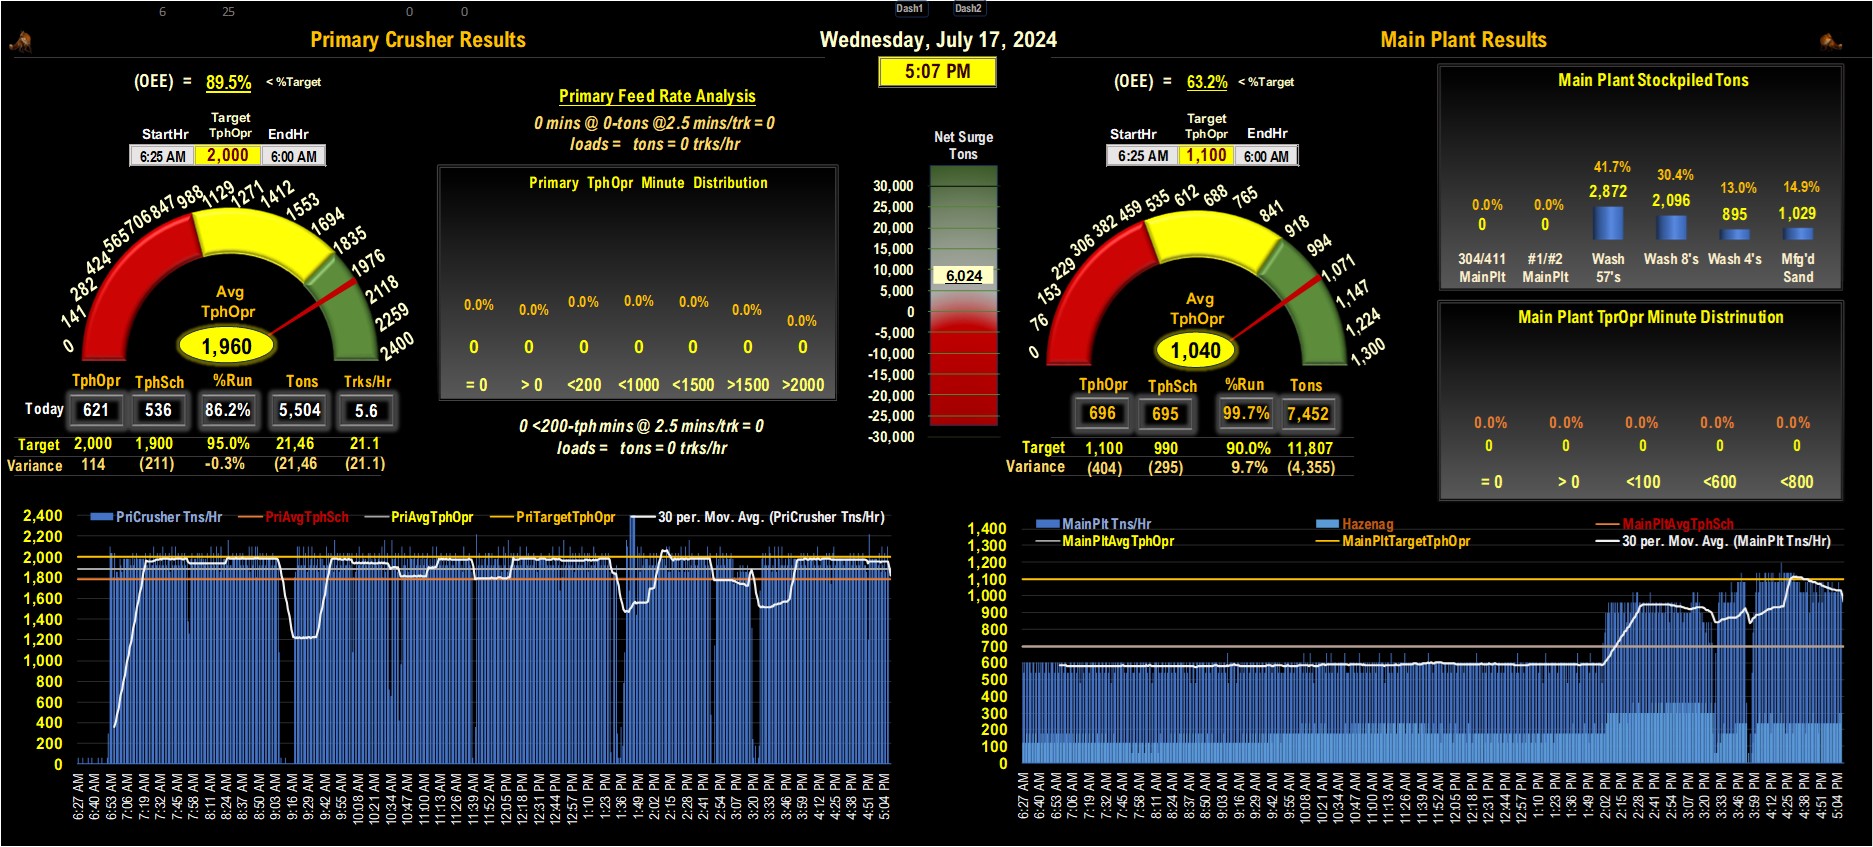 6 25 0 0 Dash1 Dash2
Primary Crusher Results
Wednesday, July 17, 2024
Main Plant Results
5:07 PM
(OEE) = 89.5% < %Target
Target
StartHr TphOpr EndHr
6:25 AM 2,000 6:00 AM
0 141 282 424 565 706 847 988 1129 1271 1412 1553 1694 1835 1976 2118 2259 2400
Avg
TphOpr
1,960
TphOpr TphSch %Run Tons Trks/Hr
Today 621 536 86.2% 5,504 5.6
Target 2,000 1,900 95.0% 21,46 21.1
Variance 114 (211) -0.3% (21,46 (21.1)
Primary Feed Rate Analysis
0 mins @ 0-tons @2.5 mins/trk = 0
loads = tons = 0 trks/hr
Primary TphOpr Minute Distribution
0.0% 0.0% 0.0% 0.0% 0.0% 0.0% 0.0%
0 0 0 0 0 0 0
= 0 > 0 <200 <1000 <1500 >1500 >2000
0 <200-tph mins @ 2.5 mins/trk = 0
loads = tons = 0 trks/hr
Net Surge
Tons
30,000
25,000
20,000
15,000
10,000
6,024
5,000
0
-5,000
-10,000
-15,000
-20,000
-25,000
-30,000
(OEE) = 63.2% < %Target
Target
StartHr TphOpr EndHr
6:25 AM 1,100 6:00 AM
0 76 153 229 306 382 459 535 612 688 765 841 918 994 1,071 1,147 1,224 1,300
Avg
TphOpr
1,040
TphOpr TphSch %Run Tons
696 695 99.7% 7,452
Target 1,100 990 90.0% 11,807
Variance (404) (295) 9.7% (4,355)
Main Plant Stockpiled Tons
0.0% 0.0% 41.7% 30.4% 13.0% 14.9%
0 0 2,872 2,096 895 1,029
304/411 #1/#2 Wash Wash 8's Wash 4's Mfg'd
MainPlt MainPlt 57's Sand
Main Plant TprOpr Minute Distrinution
0.0% 0.0% 0.0% 0.0% 0.0%
0 0 0 0 0
= 0 > 0 <100 <600 <800
PriCrusher Tns/Hr PriAvgTphSch PriAvgTphOpr PriTargetTphOpr 30 per. Mov. Avg. (PriCrusher Tns/Hr)
2,400
2,200
2,000
1,800
1,600
1,400
1,200
1,000
800
600
400
200
0
6:27 AM 6:40 AM 6:53 AM 7:06 AM 7:19 AM 7:32 AM 7:45 AM 7:58 AM 8:11 AM 8:24 AM 8:37 AM 8:50 AM 9:03 AM 9:16 AM 9:29 AM 9:42 AM 9:55 AM 10:08 AM 10:21 AM 10:34 AM 10:47 AM 11:00 AM 11:13 AM 11:26 AM 11:39 AM 11:52 AM 12:05 PM 12:18 PM 12:31 PM 12:44 PM 12:57 PM 1:10 PM 1:23 PM 1:36 PM 1:49 PM 2:02 PM 2:15 PM 2:28 PM 2:41 PM 2:54 PM 3:07 PM 3:20 PM 3:33 PM 3:46 PM 3:59 PM 4:12 PM 4:25 PM 4:38 PM 4:51 PM 5:04 PM
MainPlt Tns/Hr Hazenag MainPltAvgTphSch
MainPltAvgTphOpr MainPltTargetTphOpr 30 per. Mov. Avg. (MainPlt Tns/Hr)
1,400
1,300
1,200
1,100
1,000
900
800
700
600
500
400
300
200
100
0
6:27 AM 6:40 AM 6:53 AM 7:06 AM 7:19 AM 7:32 AM 7:45 AM 7:58 AM 8:11 AM 8:24 AM 8:37 AM 8:50 AM 9:03 AM 9:16 AM 9:29 AM 9:42 AM 9:55 AM 10:08 AM 10:21 AM 10:34 AM 10:47 AM 11:00 AM 11:13 AM 11:26 AM 11:39 AM 11:52 AM 12:05 PM 12:18 PM 12:31 PM 12:44 PM 12:57 PM 1:10 PM 1:23 PM 1:36 PM 1:49 PM 2:02 PM 2:15 PM 2:28 PM 2:41 PM 2:54 PM 3:07 PM 3:20 PM 3:33 PM 3:46 PM 3:59 PM 4:12 PM 4:25 PM 4:38 PM 4:51 PM 5:04 PM